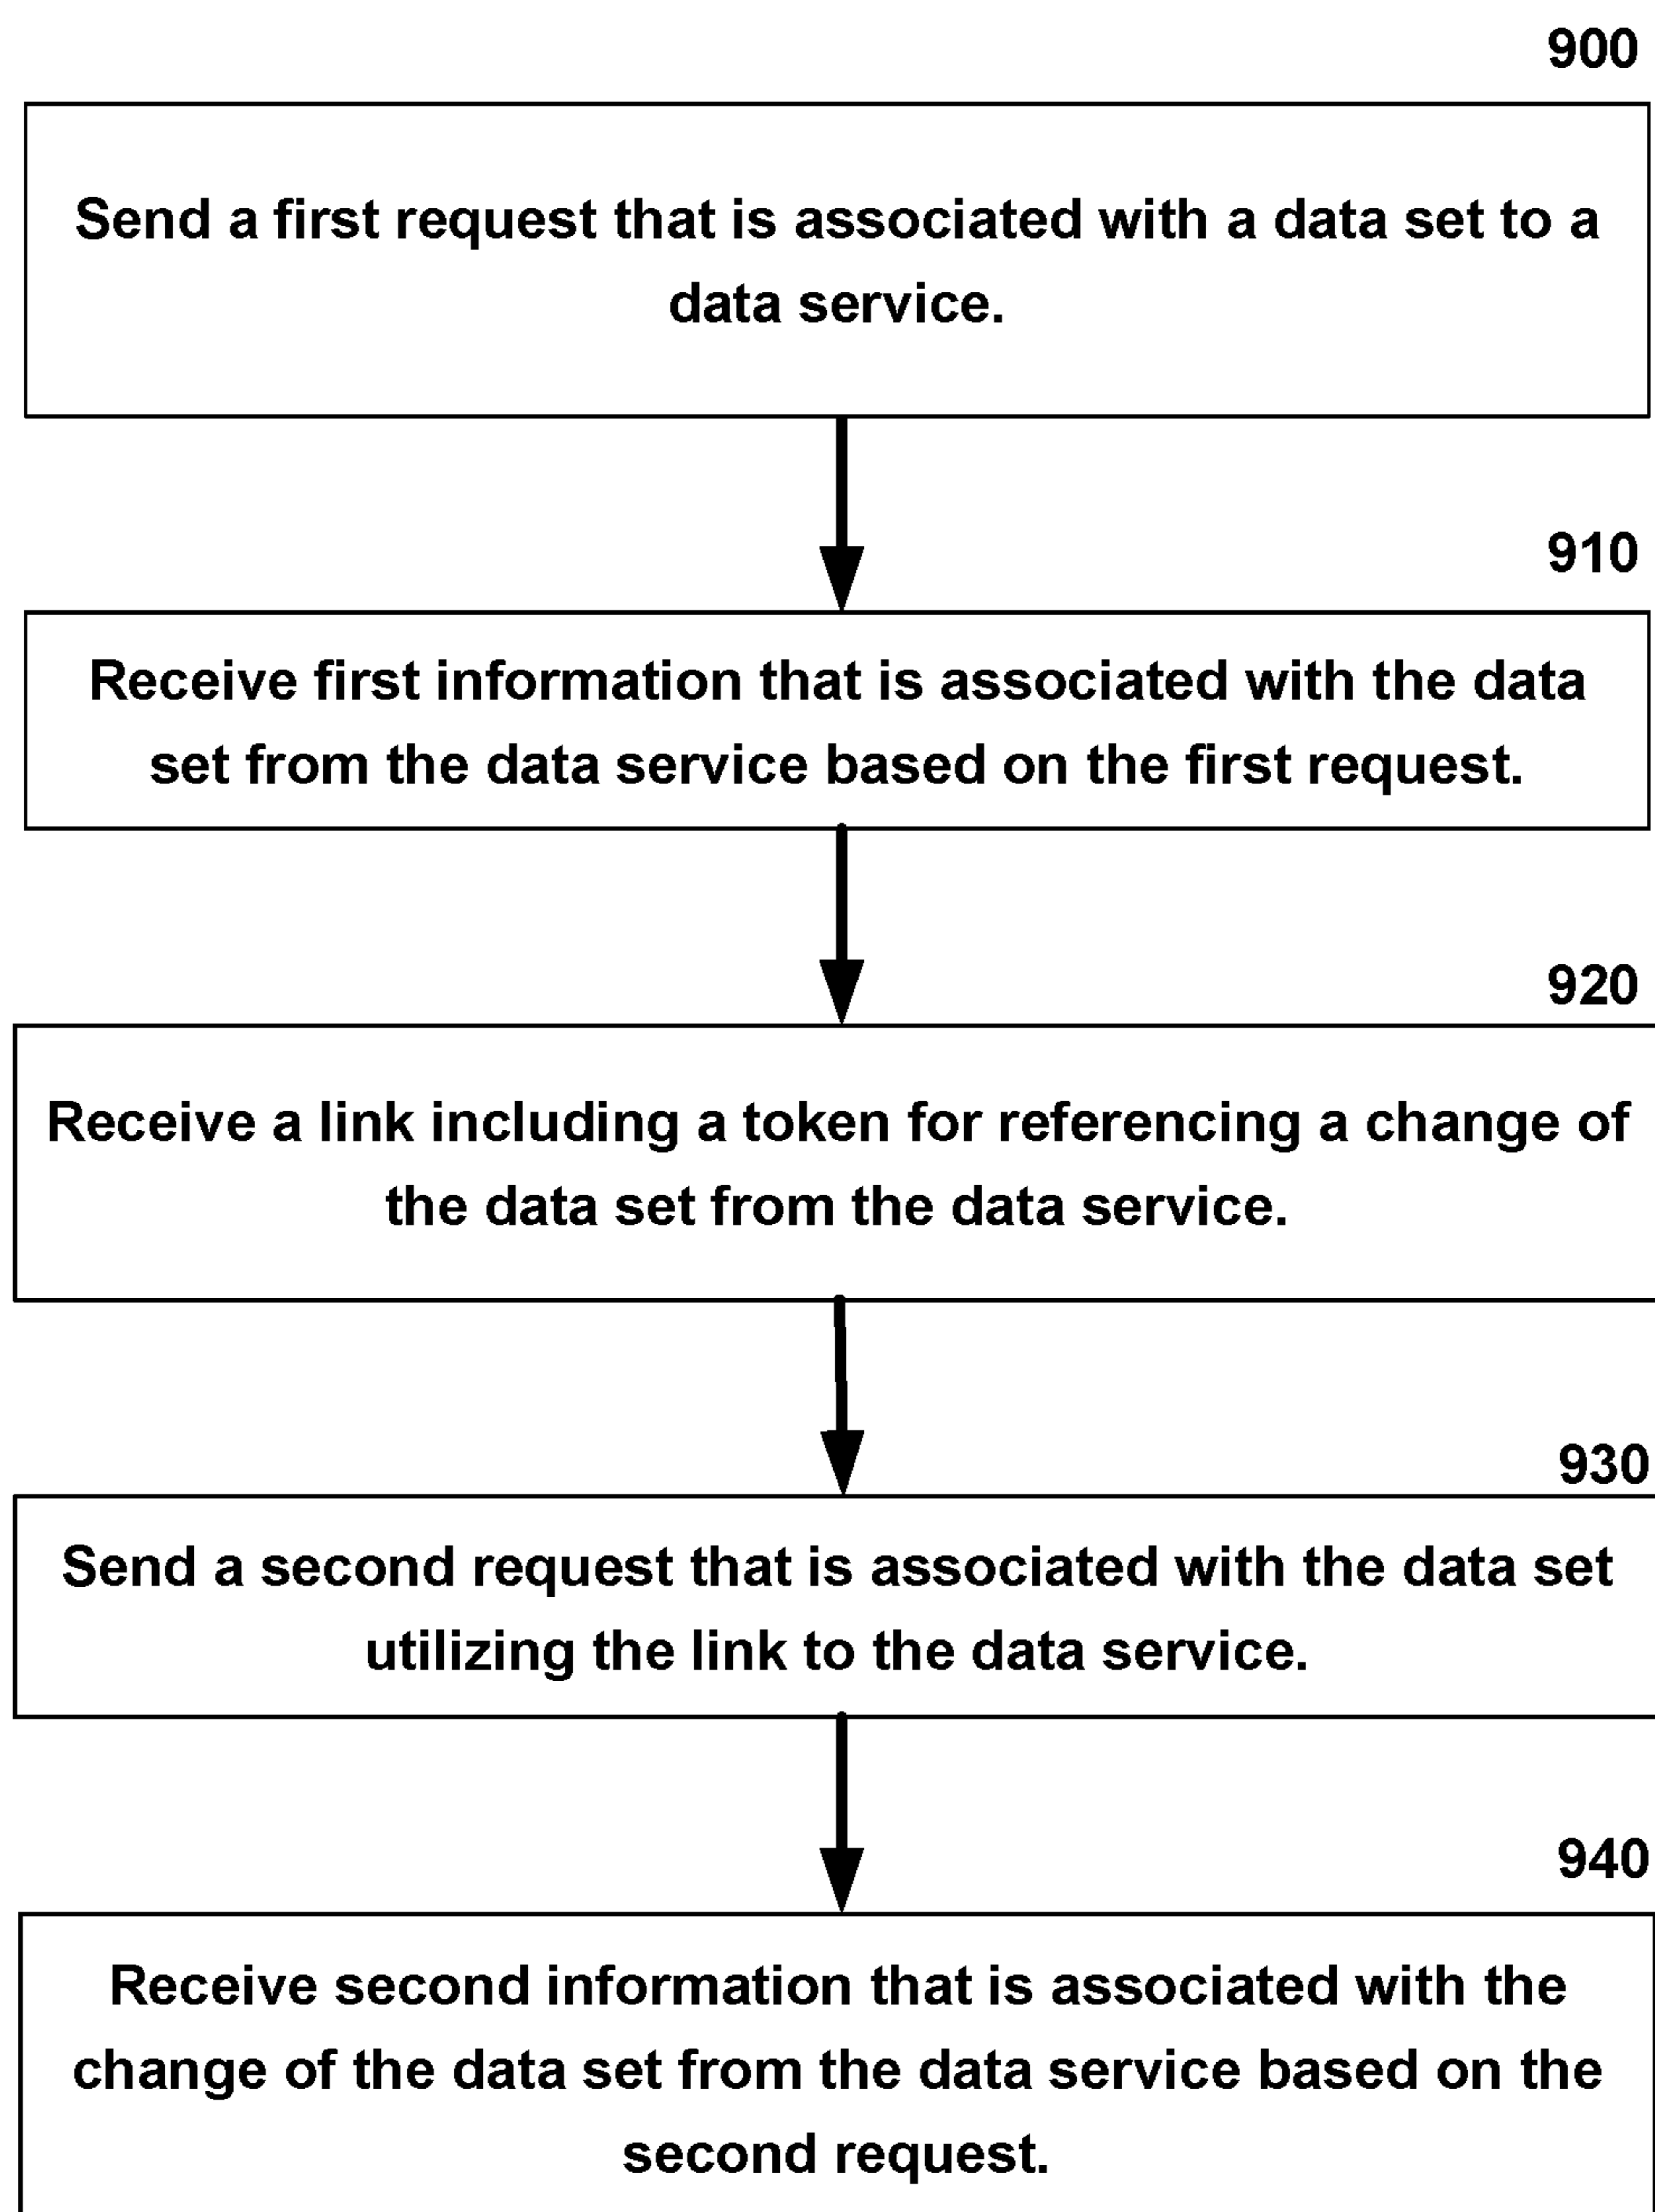 900
Send a first request that is associated with a data set to a
data service.
910
Receive first information that is associated with the data
set from the data service based on the first request.
920
Receive a link including a token for referencing a change of
the data set from the data service.
930
Send a second request that is associated with the data set
utilizing the link to the data service.
940
Receive second information that is associated with the
change of the data set from the data service based on the
second request.